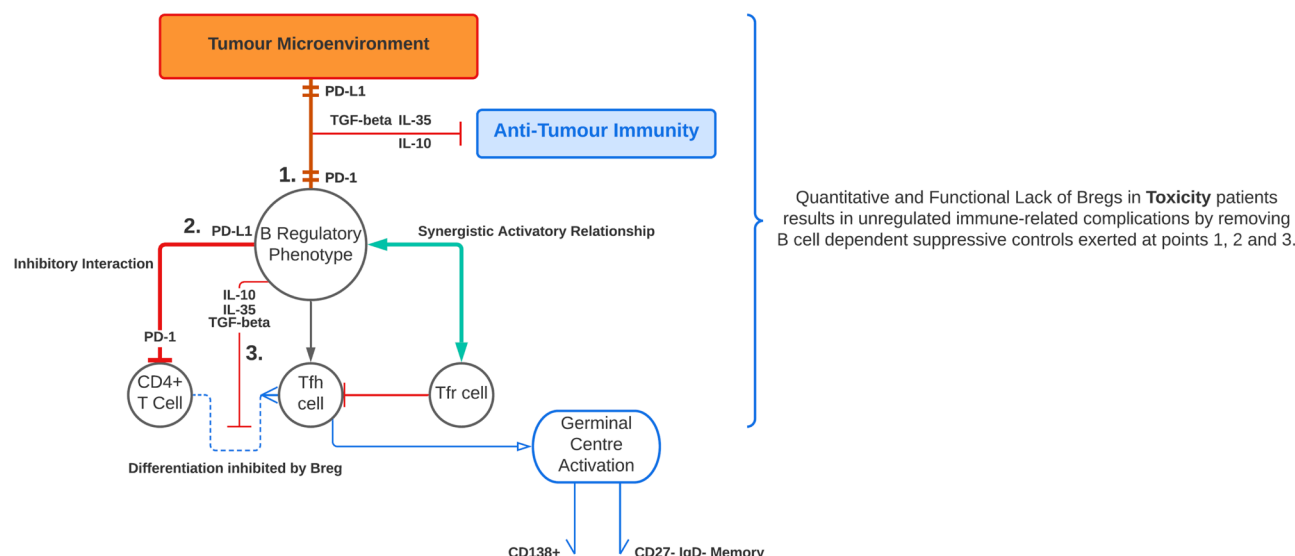 Tumour Microenvironment
PD-L1
TGF-beta IL-35
IL-10
Anti-Tumour Immunity
1.
PD-1
2.
PD-L1
B Regulatory
Phenotype
Synergistic Activatory Relationship
Quantitative and Functional Lack of Bregs in Toxicity patients
results in unregulated immune-related complications by removing
B cell dependent suppressive controls exerted at points 1, 2 and 3.
Inhibitory Interaction
IL-10
IL-35
TGF-beta
PD-1
3.
CD4+
T Cell
Tfh
cell
Tfr cell
Germinal
Centre
Activation
Differentiation inhibited by Breg
CD138+
CD27- IgD- Memory